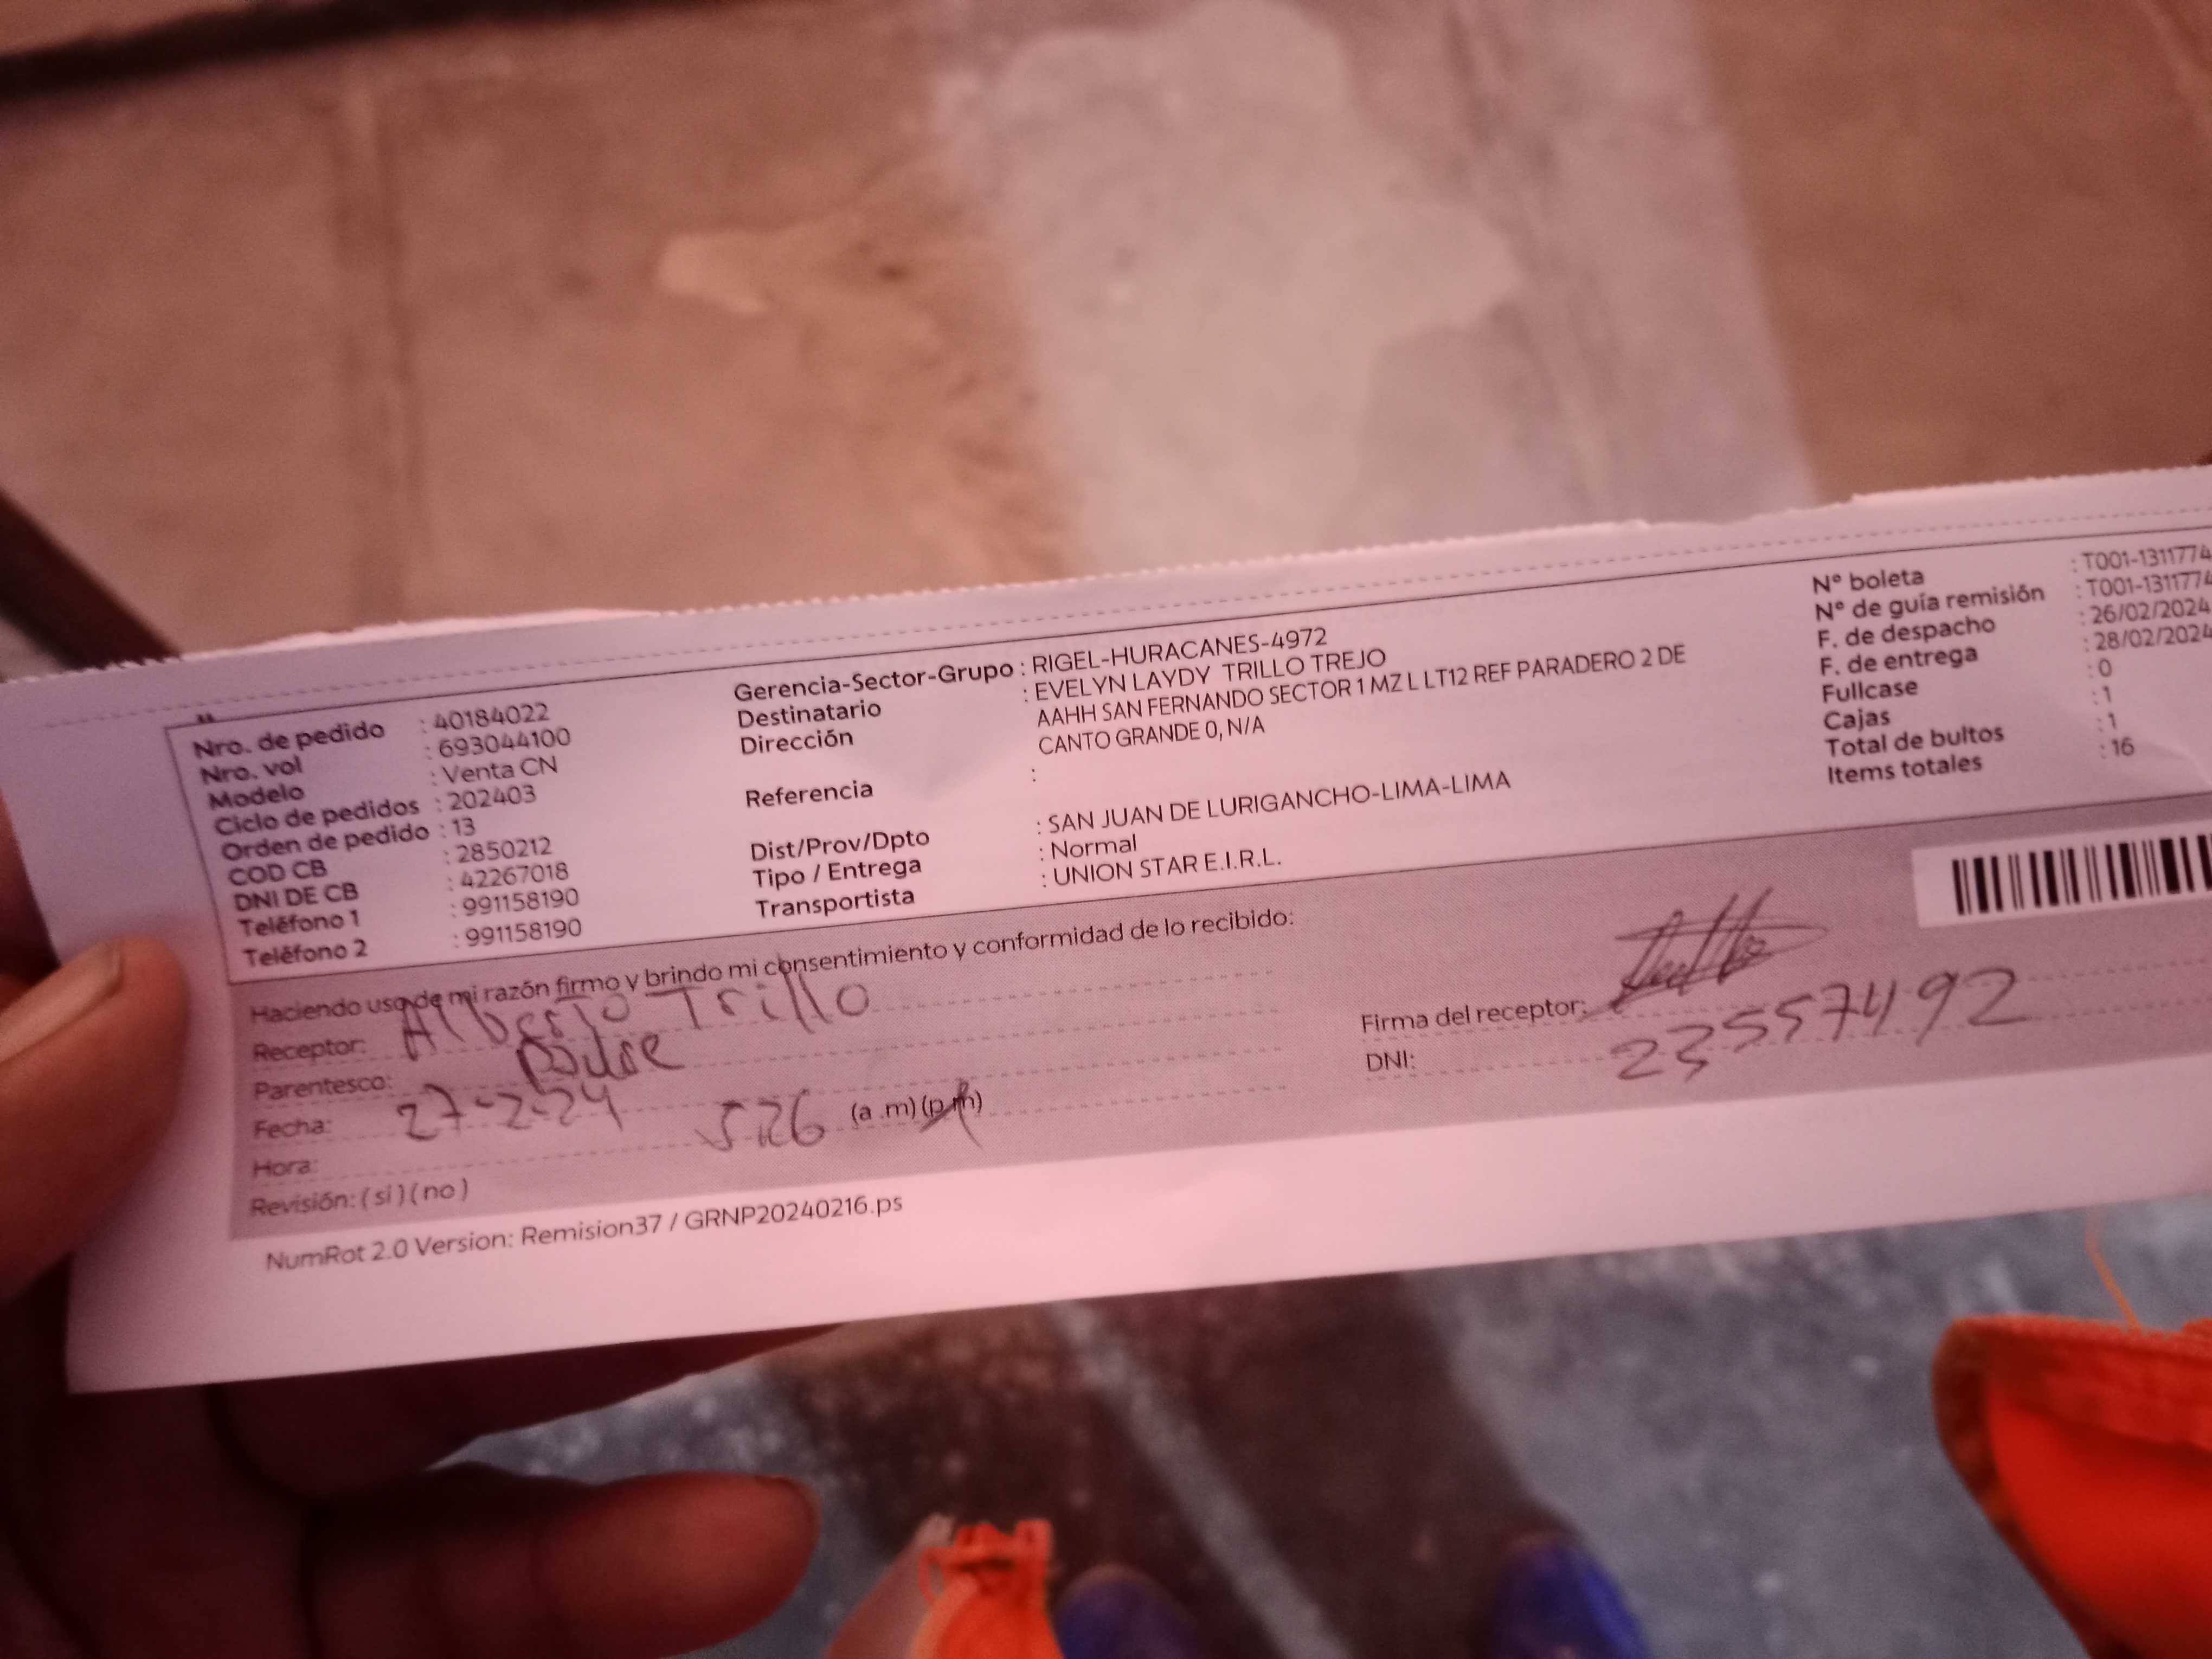 Nro. de pedido : 40184022
Nro. vol : 693044100
Modelo : Venta CN
Ciclo de pedidos : 202403
Orden de pedido : 13
COD CB : 2850212
DNI DE CB : 42267018
Teléfono 1 : 991158190
Teléfono 2 : 991158190
Gerencia-Sector-Grupo : RIGEL-HURACANES-4972
Destinatario : EVELYN LAYDY TRILLO TREJO
Dirección AAHH SAN FERNANDO SECTOR 1 MZ L LT12 REF PARADERO 2 DE
CANTO GRANDE 0, N/A
Referencia :
Dist/Prov/Dpto : SAN JUAN DE LURIGANCHO-LIMA-LIMA
Tipo / Entrega : Normal
Transportista : UNION STAR E.I.R.L.
N° boleta : T001-1311774
N° de guía remisión : T001-1311774
F. de despacho : 26/02/2024
F. de entrega : 28/02/2024
Fullcase : 0
Cajas : 1
Total de bultos : 1
Items totales : 16
Haciendo uso de mi razón firmo y brindo mi consentimiento y conformidad de lo recibido:
Receptor: Alberto Trillo
Parentesco:
Fecha: 27-2-24
Hora: 526 (a .m) (p.m)
Revisión: ( si ) ( no )
Firma del receptor:
DNI: 235557492
NumRot 2.0 Version: Remision37 / GRNP20240216.ps